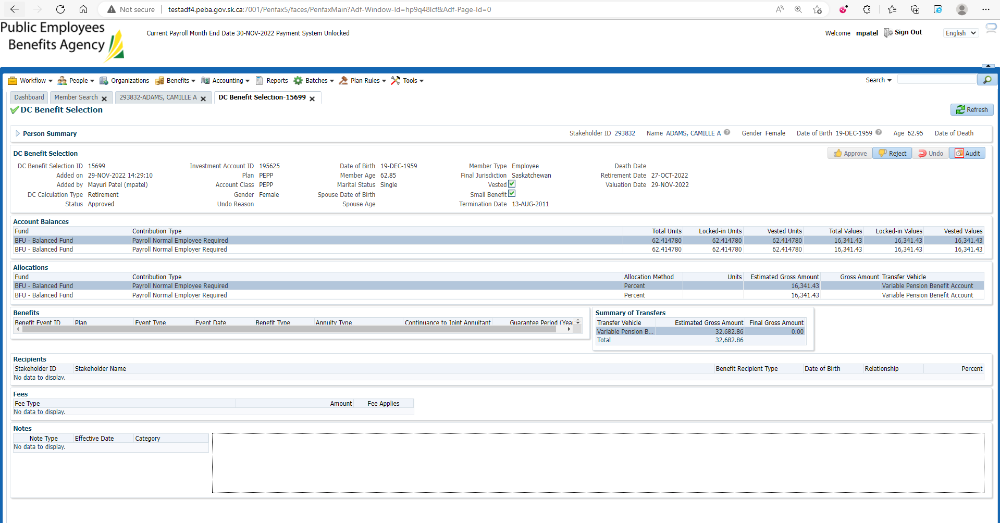 Not secure testadf4.peba.gov.sk.ca:7001/Penfax5/faces/PenfaxMain?Adf-Window-Id=hp9q48lcf&Adf-Page-Id=0
Public Employees
Benefits Agency
Current Payroll Month End Date 30-NOV-2022 Payment System Unlocked
Welcome mpatel Sign Out English
Workflow People Organizations Benefits Accounting Reports Batches Plan Rules Tools Search
Dashboard Member Search 293832-ADAMS, CAMILLE A DC Benefit Selection-15699
DC Benefit Selection Refresh
Person Summary Stakeholder ID 293832 Name ADAMS, CAMILLE A Gender Female Date of Birth 19-DEC-1959 Age 62.95 Date of Death
DC Benefit Selection Approve Reject Undo Audit
DC Benefit Selection ID 15699 Investment Account ID 195625 Date of Birth 19-DEC-1959 Member Type Employee Death Date
Added on 29-NOV-2022 14:29:10 Plan PEPP Member Age 62.85 Final Jurisdiction Saskatchewan Retirement Date 27-OCT-2022
Added by Mayuri Patel (mpatel) Account Class PEPP Marital Status Single Vested Valuation Date 29-NOV-2022
DC Calculation Type Retirement Gender Female Spouse Date of Birth Small Benefit
Status Approved Undo Reason Spouse Age Termination Date 13-AUG-2011
Account Balances
Fund Contribution Type Total Units Locked-in Units Vested Units Total Values Locked-in Values Vested Values
BFU - Balanced Fund Payroll Normal Employee Required 62.414780 62.414780 62.414780 16,341.43 16,341.43 16,341.43
BFU - Balanced Fund Payroll Normal Employer Required 62.414780 62.414780 62.414780 16,341.43 16,341.43 16,341.43
Allocations
Fund Contribution Type Allocation Method Units Estimated Gross Amount Gross Amount Transfer Vehicle
BFU - Balanced Fund Payroll Normal Employee Required Percent 16,341.43 Variable Pension Benefit Account
BFU - Balanced Fund Payroll Normal Employer Required Percent 16,341.43 Variable Pension Benefit Account
Benefits
Benefit Event ID Plan Event Type Event Date Benefit Type Annuity Type Continuance to Joint Annuitant Guarantee Period (Yea
Summary of Transfers
Transfer Vehicle Estimated Gross Amount Final Gross Amount
Variable Pension B... 32,682.86 0.00
Total 32,682.86
Recipients
Stakeholder ID Stakeholder Name Benefit Recipient Type Date of Birth Relationship Percent
No data to display.
Fees
Fee Type Amount Fee Applies
No data to display.
Notes
Note Type Effective Date Category
No data to display.